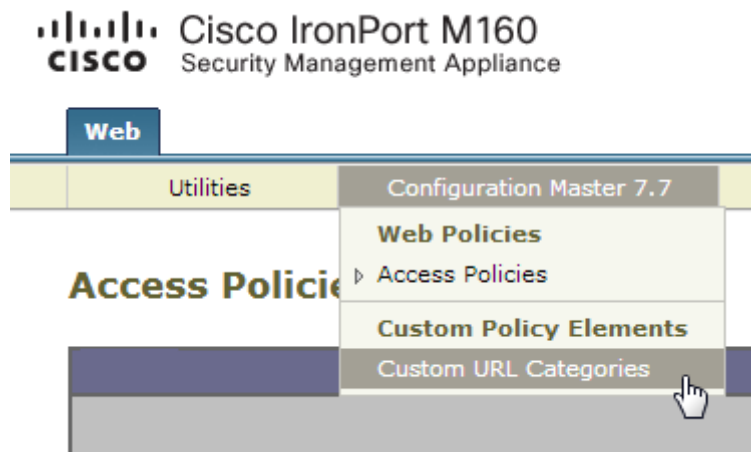 CISCO
Cisco IronPort M160
Security Management Appliance
Web
Utilities
Configuration Master 7.7
Web Policies
Access Policies
Custom Policy Elements
Custom URL Categories
Access Policie